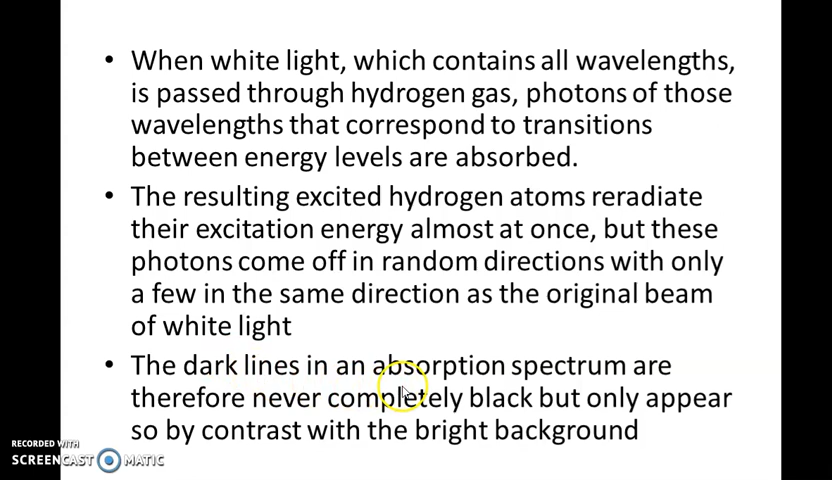 • When white light, which contains all wavelengths,
is passed through hydrogen gas, photons of those
wavelengths that correspond to transitions
between energy levels are absorbed.
• The resulting excited hydrogen atoms reradiate
their excitation energy almost at once, but these
photons come off in random directions with only
a few in the same direction as the original beam
of white light
• The dark lines in an absorption spectrum are
therefore never completely black but only appear
so by contrast with the bright background
RECORDED WITH
SCREENCAST MATIC